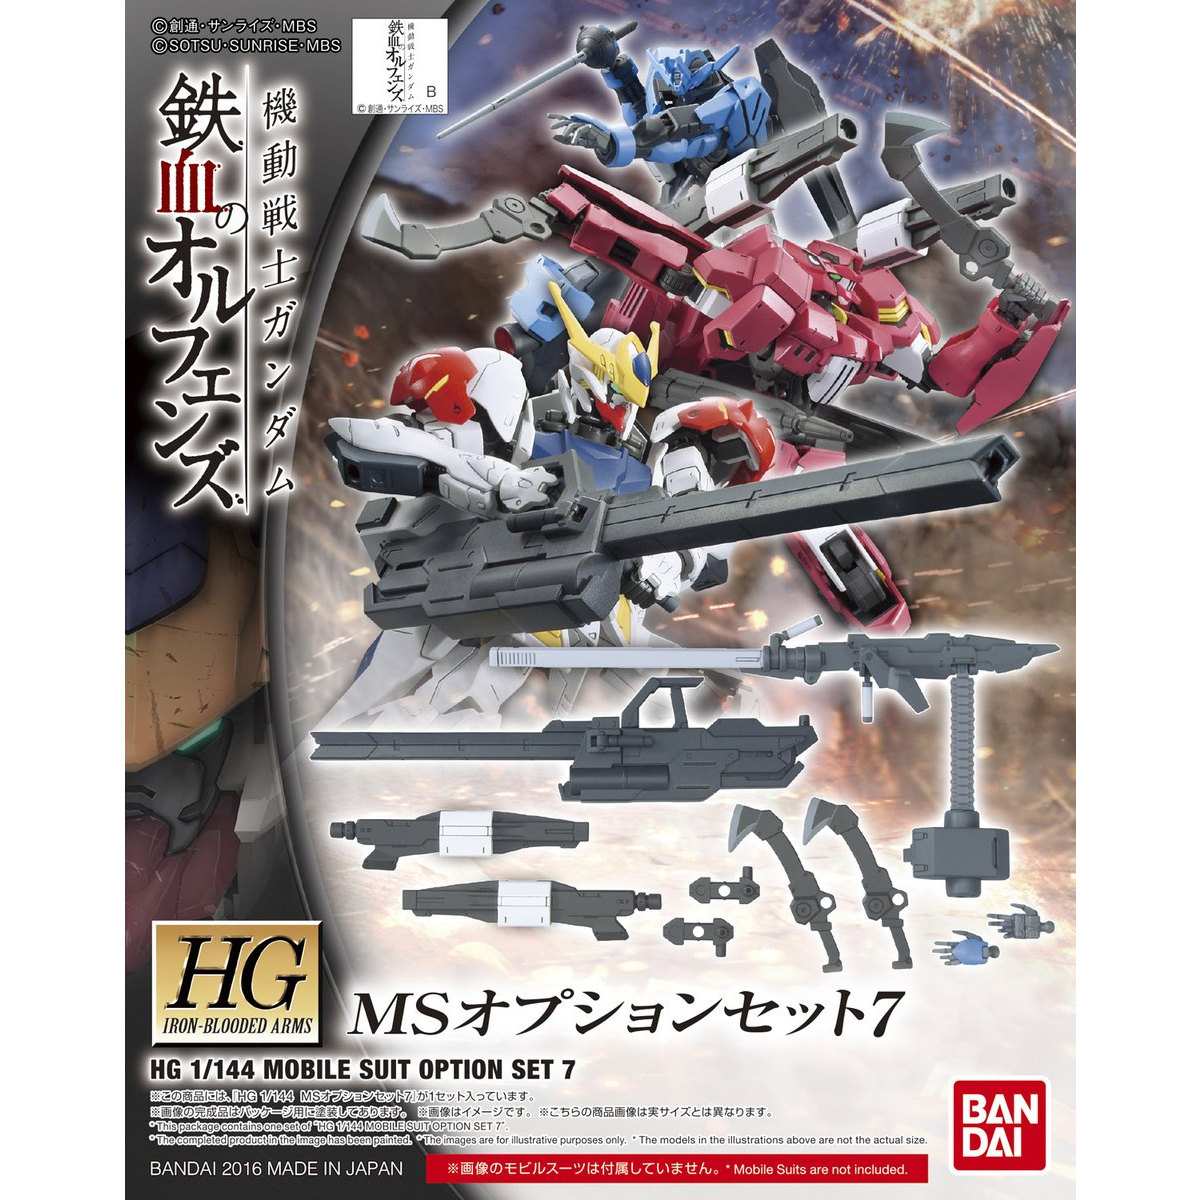 ©創通・サンライズ・MBS
©SOTSU・SUNRISE・MBS
機動戦士ガンダム
鉄血のオルフェンズ
B
©創通・サンライズ・MBS
機動戦士ガンダム
鉄血のオルフェンズ
HG
IRON-BLOODED ARMS
MSオプションセット7
HG 1/144 MOBILE SUIT OPTION SET 7
※この商品には、『HG 1/144 MSオプションセット7』が1セット入っています。
※画像の完成品はパッケージ用に塗装してあります。 ※画像はイメージです。 ※こちらの商品画像は実サイズとは異なります。
* This package contains one set of "HG 1/144 MOBILE SUIT OPTION SET 7".
* The completed product in the image has been painted. * The images are for illustrative purposes only. * The models in the illustrations above are not the actual size.
BANDAI 2016 MADE IN JAPAN
※画像のモビルスーツは付属していません。 * Mobile Suits are not included.
BAN
DAI